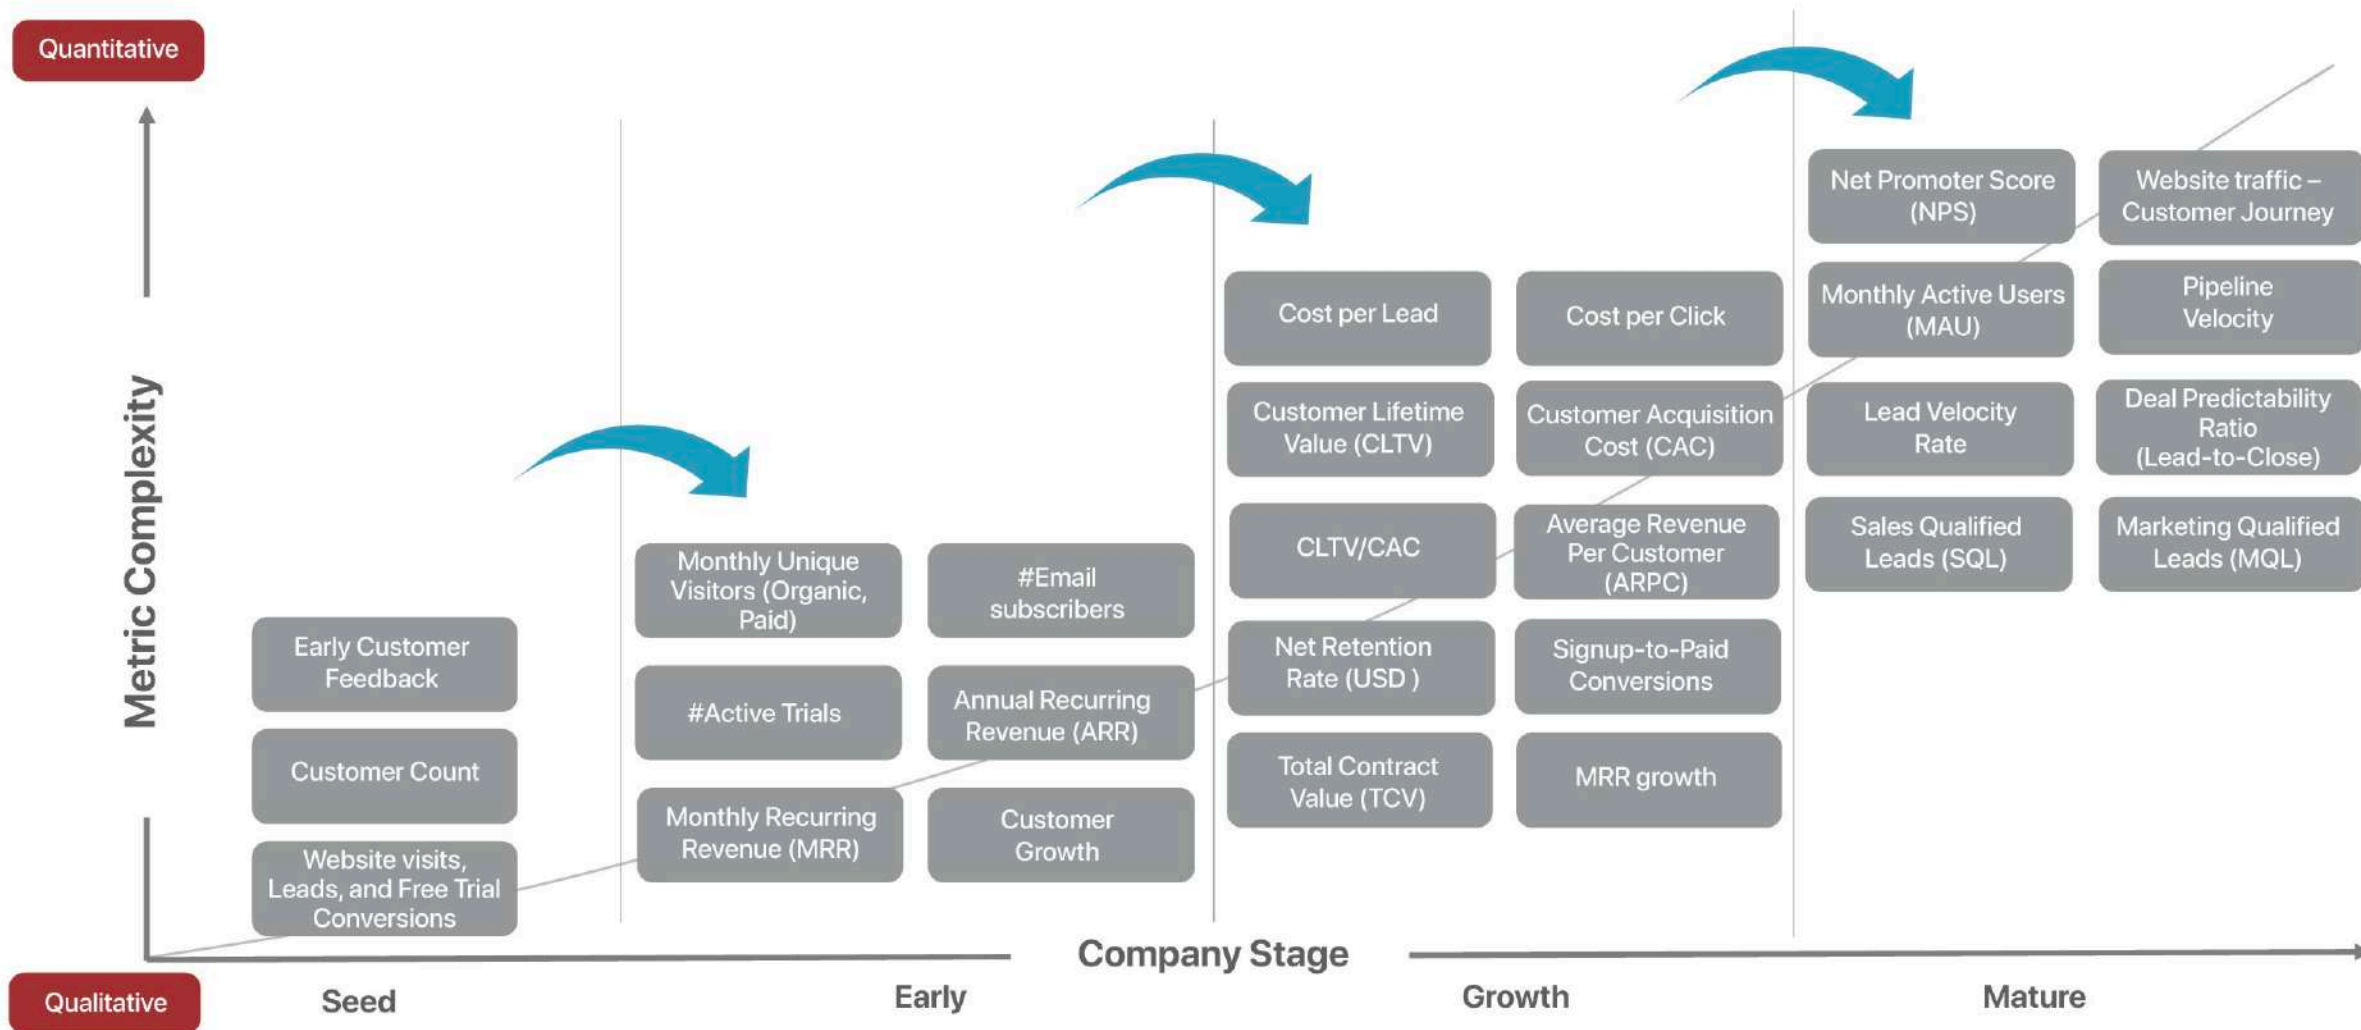 Quantitative
Metric Complexity
Qualitative
Early Customer
Feedback
Customer Count
Website visits,
Leads, and Free Trial
Conversions
Monthly Unique
Visitors (Organic,
Paid)
#Email
subscribers
#Active Trials
Annual Recurring
Revenue (ARR)
Monthly Recurring
Revenue (MRR)
Customer
Growth
Cost per Lead
Cost per Click
Customer Lifetime
Value (CLTV)
Customer Acquisition
Cost (CAC)
CLTV/CAC
Average Revenue
Per Customer
(ARPC)
Net Retention
Rate (USD )
Signup-to-Paid
Conversions
Total Contract
Value (TCV)
MRR growth
Net Promoter Score
(NPS)
Website traffic –
Customer Journey
Monthly Active Users
(MAU)
Pipeline
Velocity
Lead Velocity
Rate
Deal Predictability
Ratio
(Lead-to-Close)
Sales Qualified
Leads (SQL)
Marketing Qualified
Leads (MQL)
Company Stage
Seed
Early
Growth
Mature